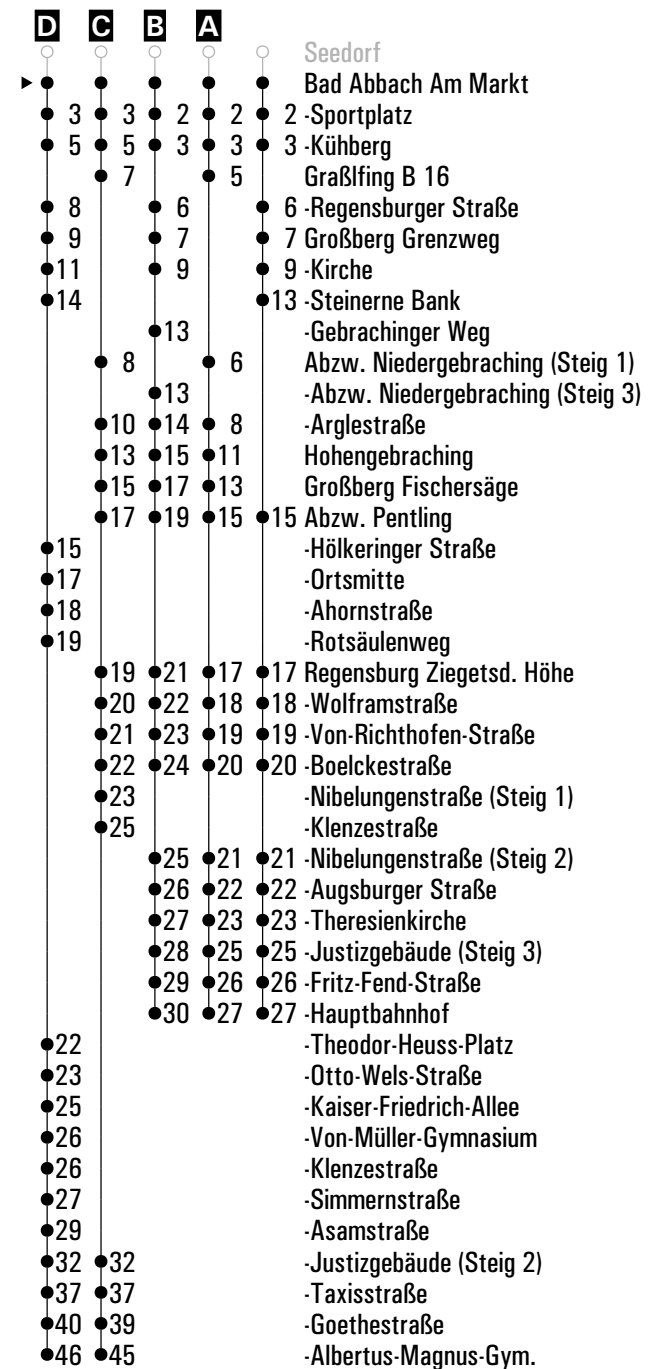 D C B A
Seedorf
Bad Abbach Am Markt
3 3 2 2 2 -Sportplatz
5 5 3 3 3 -Kühberg
7 5 Graßlfing B 16
8 6 6 -Regensburger Straße
9 7 7 Großberg Grenzweg
11 9 9 -Kirche
14 13 -Steinerne Bank
13 -Gebrachinger Weg
8 6 Abzw. Niedergebraching (Steig 1)
13 -Abzw. Niedergebraching (Steig 3)
10 14 8 -Arglestraße
13 15 11 Hohengebraching
15 17 13 Großberg Fischersäge
17 19 15 15 Abzw. Pentling
15 -Hölkeringer Straße
17 -Ortsmitte
18 -Ahornstraße
19 -Rotsäulenweg
19 21 17 17 Regensburg Ziegetsd. Höhe
20 22 18 18 -Wolframstraße
21 23 19 19 -Von-Richthofen-Straße
22 24 20 20 -Boelckestraße
23 -Nibelungenstraße (Steig 1)
25 -Klenzestraße
25 21 21 -Nibelungenstraße (Steig 2)
26 22 22 -Augsburger Straße
27 23 23 -Theresienkirche
28 25 25 -Justizgebäude (Steig 3)
29 26 26 -Fritz-Fend-Straße
30 27 27 -Hauptbahnhof
22 -Theodor-Heuss-Platz
23 -Otto-Wels-Straße
25 -Kaiser-Friedrich-Allee
26 -Von-Müller-Gymnasium
26 -Klenzestraße
27 -Simmernstraße
29 -Asamstraße
32 32 -Justizgebäude (Steig 2)
37 37 -Taxisstraße
40 39 -Goethestraße
46 45 -Albertus-Magnus-Gym.